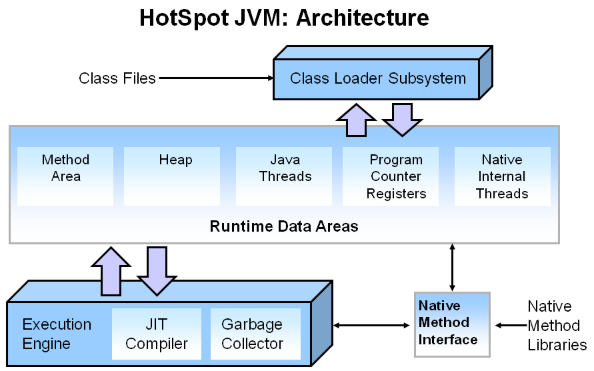 HotSpot JVM: Architecture
Class Files
Class Loader Subsystem
Method
Area
Heap
Java
Threads
Program
Counter
Registers
Native
Internal
Threads
Runtime Data Areas
Execution
Engine
JIT
Compiler
Garbage
Collector
Native
Method
Interface
Native
Method
Libraries